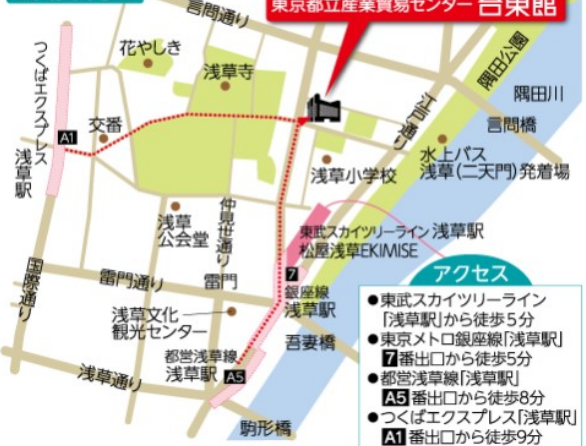 東京都立産業貿易センター 台東館
言問通り
つくばエクスプレス
浅草駅
花やしき
浅草寺
隅田公園
隅田川
江戸通り
言問橋
A1
交番
浅草小学校
水上バス
浅草(二天門)発着場
浅草
公会堂
仲見世通り
東武スカイツリーライン 浅草駅
松屋浅草EKIMISE
国際通り
雷門通り
雷門
7
銀座線
浅草駅
浅草文化
観光センター
吾妻橋
都営浅草線
浅草駅
A5
浅草通り
駒形橋
アクセス
●東武スカイツリーライン
「浅草駅」から徒歩5分
●東京メトロ銀座線「浅草駅」
7番出口から徒歩5分
●都営浅草線「浅草駅」
A5番出口から徒歩8分
●つくばエクスプレス「浅草駅」
A1番出口から徒歩9分